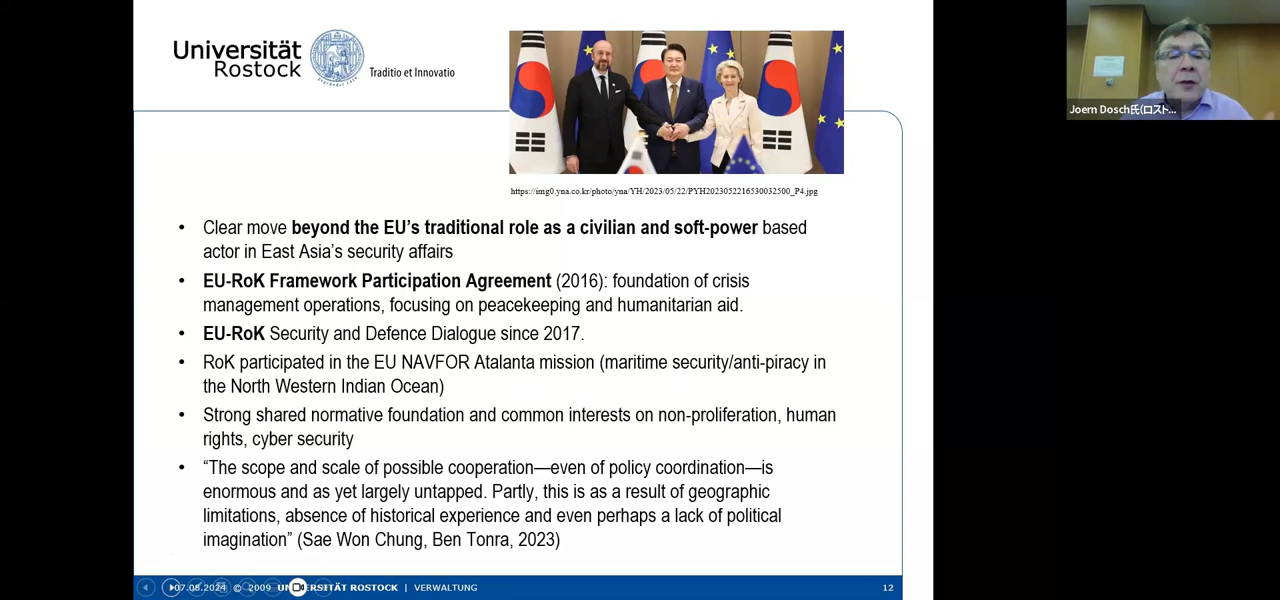 Universität
Rostock
Traditio et Innovatio
Joern Dosch氏(ロスト...
https://img0.yna.co.kr/photo/yna/YH/2023/05/22/PYH2023052216530032500_P4.jpg
• Clear move beyond the EU’s traditional role as a civilian and soft-power based
actor in East Asia’s security affairs
• EU-RoK Framework Participation Agreement (2016): foundation of crisis
management operations, focusing on peacekeeping and humanitarian aid.
• EU-RoK Security and Defence Dialogue since 2017.
• RoK participated in the EU NAVFOR Atalanta mission (maritime security/anti-piracy in
the North Western Indian Ocean)
• Strong shared normative foundation and common interests on non-proliferation, human
rights, cyber security
• “The scope and scale of possible cooperation—even of policy coordination—is
enormous and as yet largely untapped. Partly, this is as a result of geographic
limitations, absence of historical experience and even perhaps a lack of political
imagination” (Sae Won Chung, Ben Tonra, 2023)
07.08.2024 © 2009 UNIVERSITÄT ROSTOCK | VERWALTUNG 12